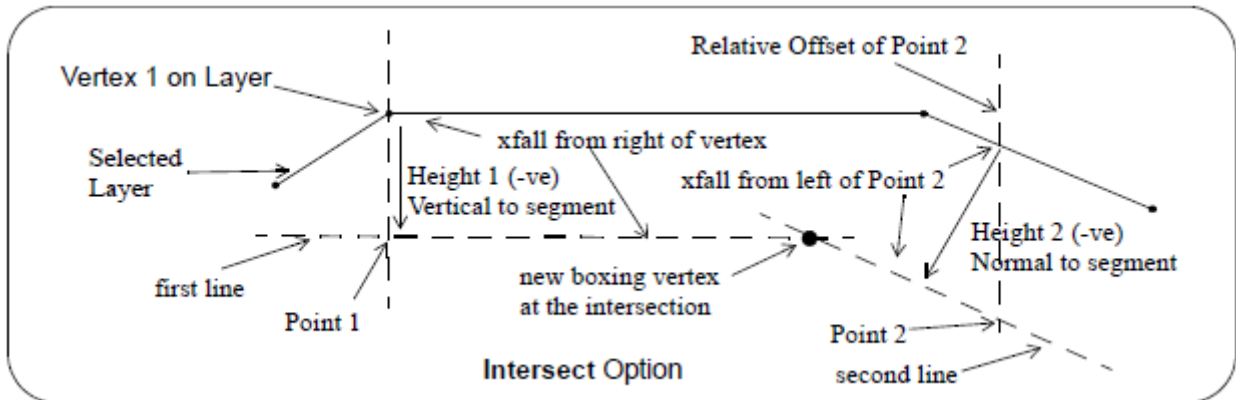 Relative Offset of Point 2
Vertex 1 on Layer
xfall from right of vertex
Selected
Layer
Height 1 (-ve)
Vertical to segment
xfall from left of Point 2
Height 2 (-ve)
Normal to segment
first line
new boxing vertex
at the intersection
Point 1
Point 2
Intersect Option
second line